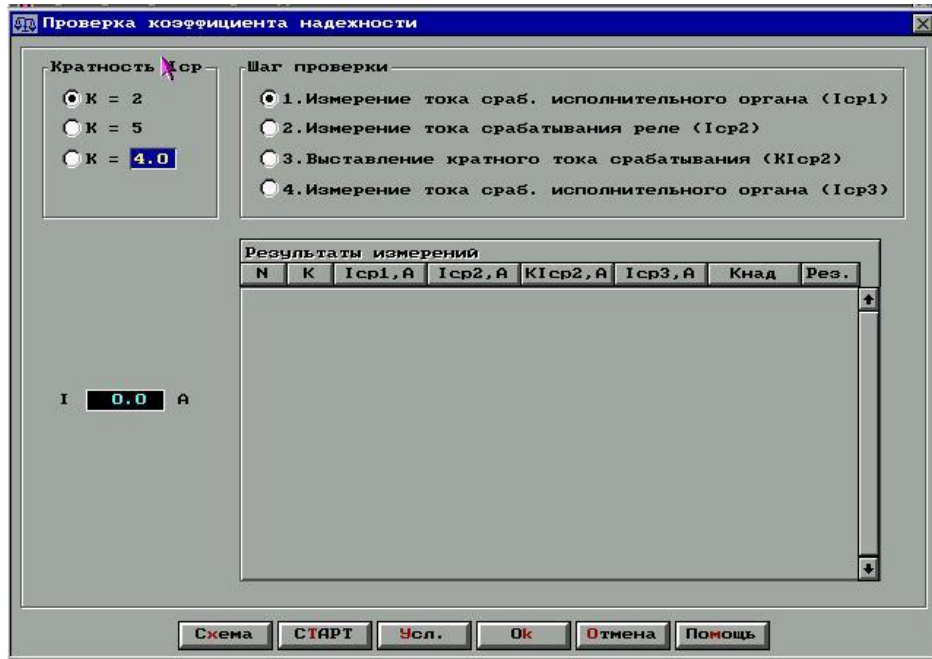 Проверка коэффициента надежности
Кратность Iср
K = 2
K = 5
K = 4.0
Шаг проверки
1.Измерение тока сраб. исполнительного органа (Iср1)
2.Измерение тока срабатывания реле (Iср2)
3.Выставление кратного тока срабатывания (KIср2)
4.Измерение тока сраб. исполнительного органа (Iср3)
Результаты измерений
N K Iср1,А Iср2,А KIср2,А Iср3,А Кнад Рез.
I 0.0 А
Схема СТАРТ Усл. Ok Отмена Помощь